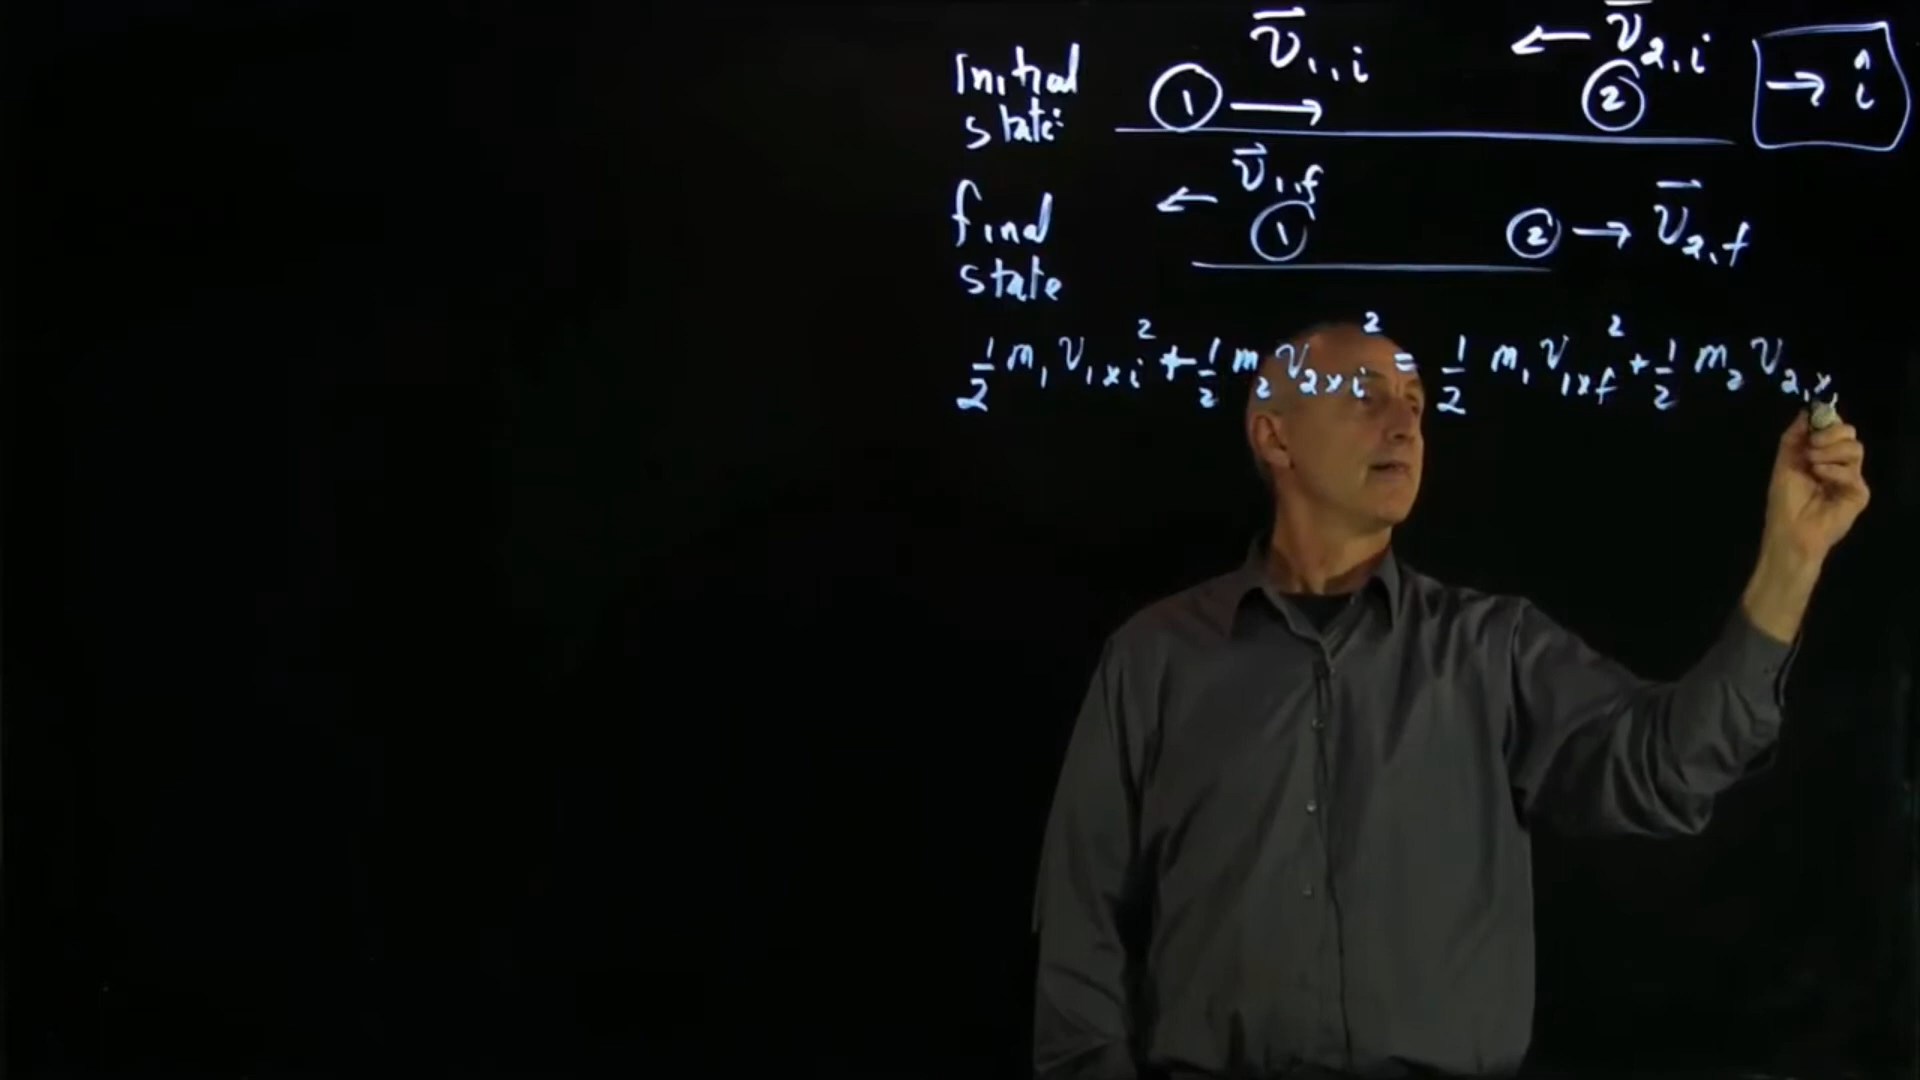 Initial state: ① → v⃗₁,ᵢ ← v⃗₂,ᵢ ② → î
final state ← v⃗₁,f ① ② → v⃗₂,f
½ m₁ v₁ₓᵢ² + ½ m₂ v₂ₓᵢ² = ½ m₁ v₁ₓf² + ½ m₂ v₂,ₓ